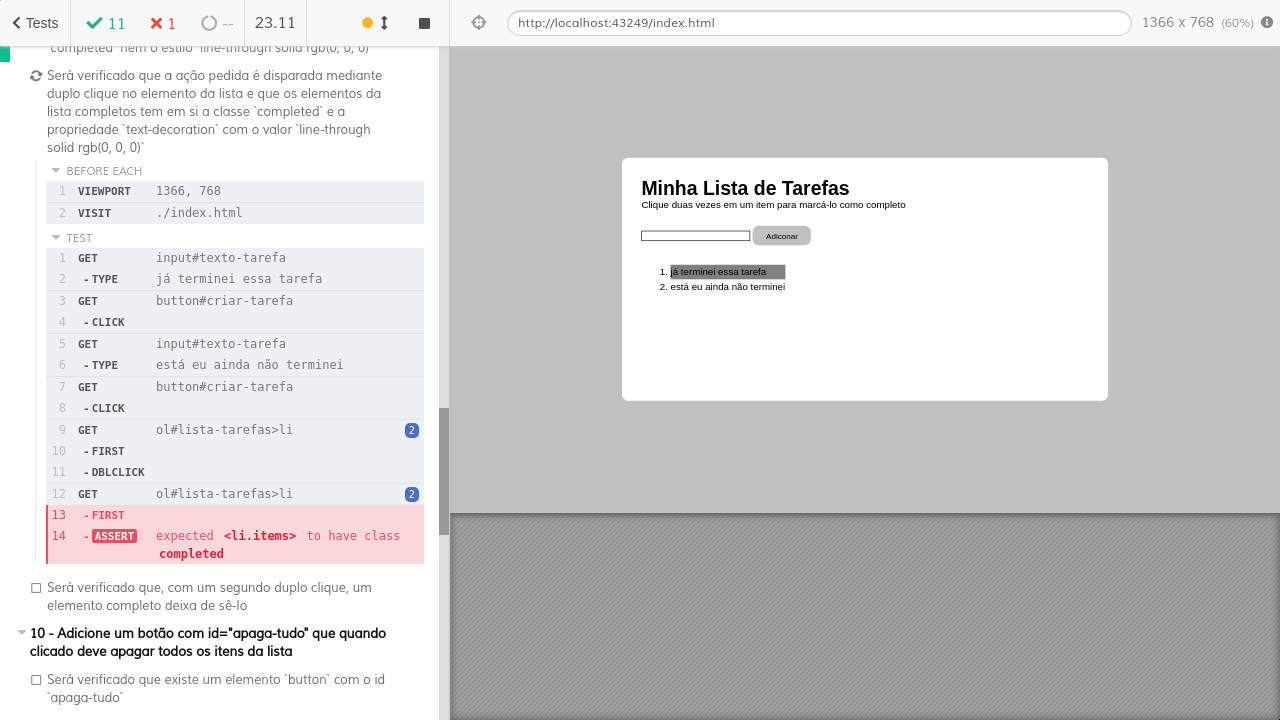 Tests
11
1
--
23.11
http://localhost:43249/index.html
1366 x 768 (60%)
`completed` nem o estilo `line-through solid rgb(0, 0, 0)`
Será verificado que a ação pedida é disparada mediante
duplo clique no elemento da lista e que os elementos da
lista completos tem em si a classe `completed` e a
propriedade `text-decoration` com o valor `line-through
solid rgb(0, 0, 0)`
BEFORE EACH
1 VIEWPORT 1366, 768
2 VISIT ./index.html
TEST
1 GET input#texto-tarefa
2 -TYPE já terminei essa tarefa
3 GET button#criar-tarefa
4 -CLICK
5 GET input#texto-tarefa
6 -TYPE está eu ainda não terminei
7 GET button#criar-tarefa
8 -CLICK
9 GET ol#lista-tarefas>li 2
10 -FIRST
11 -DBLCLICK
12 GET ol#lista-tarefas>li 2
13 -FIRST
14 -ASSERT expected <li.items> to have class
completed
Será verificado que, com um segundo duplo clique, um
elemento completo deixa de sê-lo
10 - Adicione um botão com id="apaga-tudo" que quando
clicado deve apagar todos os itens da lista
Será verificado que existe um elemento `button` com o id
`apaga-tudo`
Minha Lista de Tarefas
Clique duas vezes em um item para marcá-lo como completo
Adiconar
1. já terminei essa tarefa
2. está eu ainda não terminei